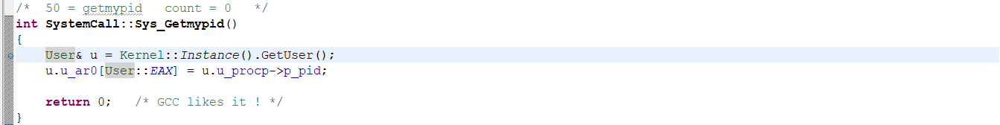 /*  50 = getmypid   count = 0   */
int SystemCall::Sys_Getmypid()
{
    User& u = Kernel::Instance().GetUser();
    u.u_ar0[User::EAX] = u.u_procp->p_pid;

    return 0;   /* GCC likes it ! */
}